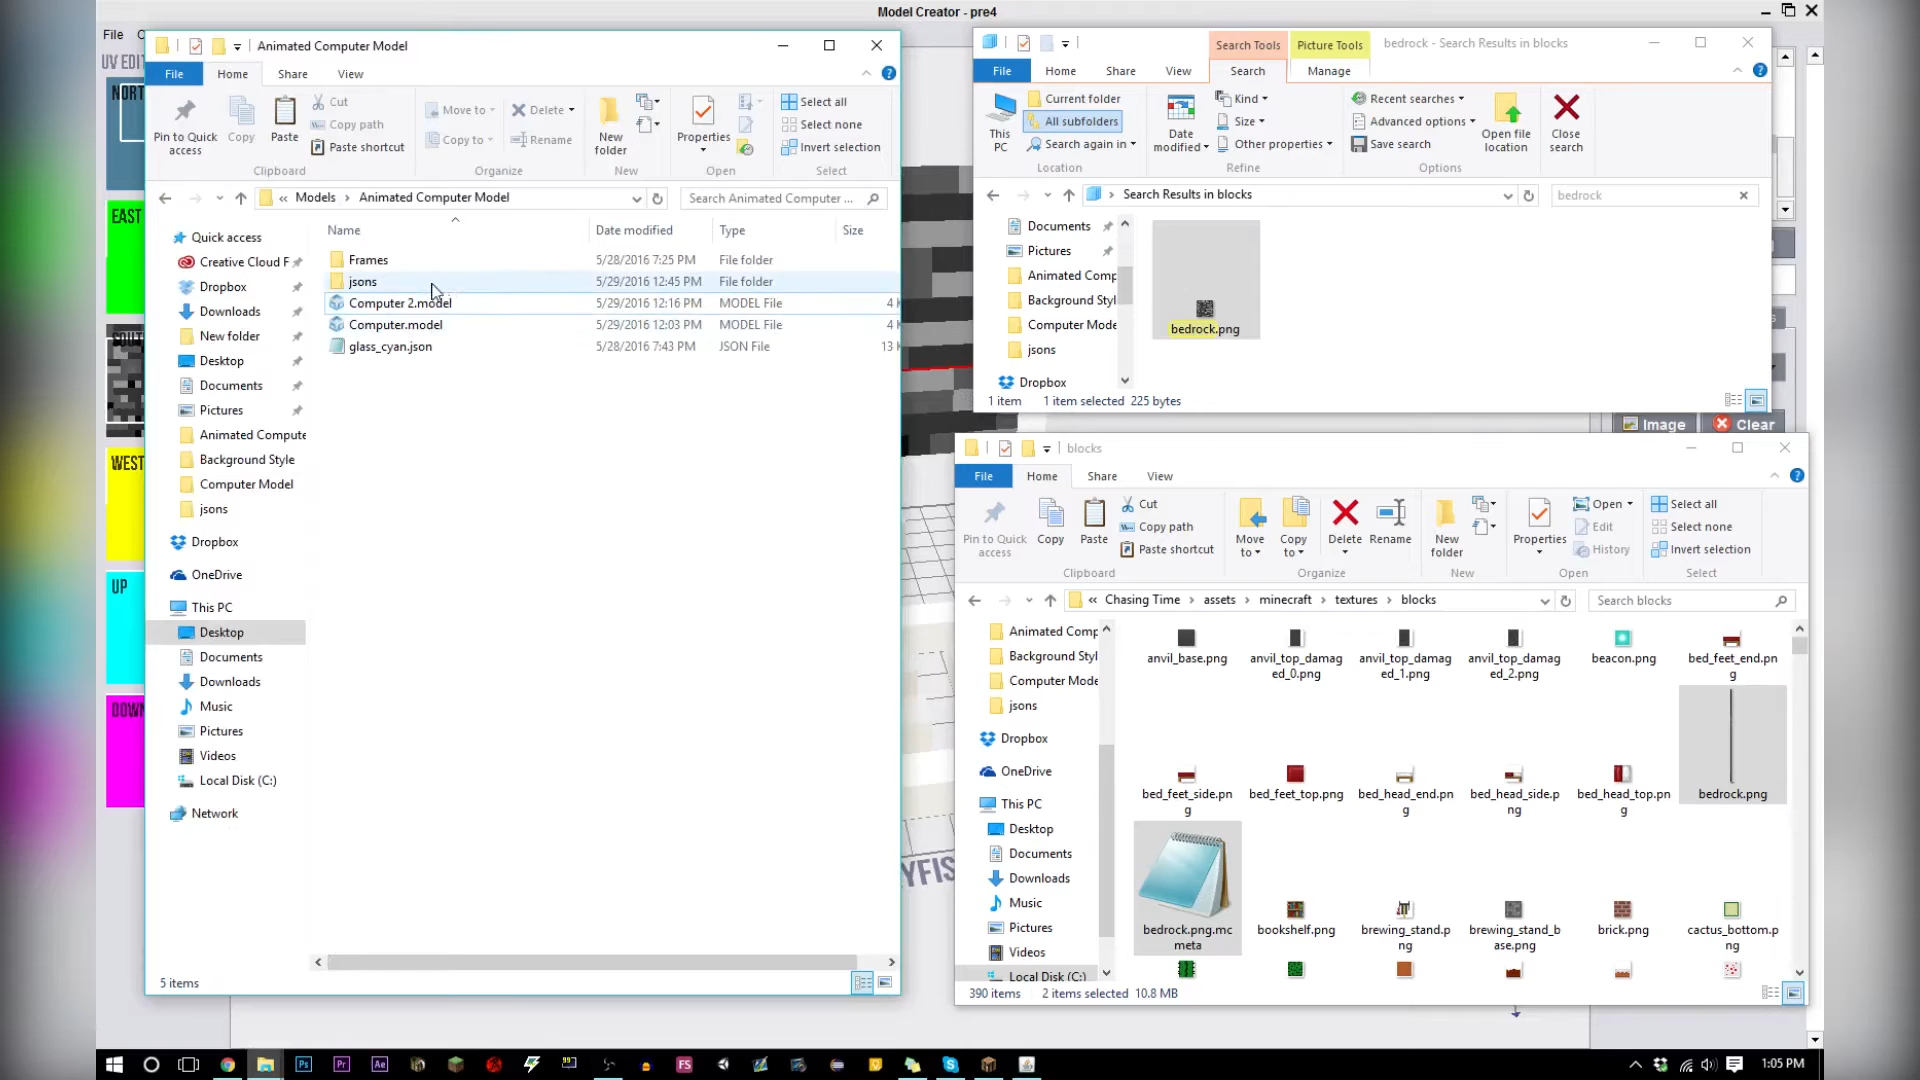 Model Creator - pre4
File
UV EDIT
NORT
EAST
SOUT
WEST
UP
DOWN
Animated Computer Model
File Home Share View
Pin to Quick access
Copy
Paste
Cut
Copy path
Paste shortcut
Clipboard
Move to
Copy to
Delete
Rename
Organize
New folder
New
Properties
Open
Select all
Select none
Invert selection
Select
« Models > Animated Computer Model
Search Animated Computer ...
Name Date modified Type Size
Frames 5/28/2016 7:25 PM File folder
jsons 5/29/2016 12:45 PM File folder
Computer 2.model 5/29/2016 12:16 PM MODEL File 4
Computer.model 5/29/2016 12:03 PM MODEL File 4
glass_cyan.json 5/28/2016 7:43 PM JSON File 13
Quick access
Creative Cloud F
Dropbox
Downloads
New folder
Desktop
Documents
Pictures
Animated Compute
Background Style
Computer Model
jsons
Dropbox
OneDrive
This PC
Desktop
Documents
Downloads
Music
Pictures
Videos
Local Disk (C:)
Network
5 items
Search Tools Picture Tools bedrock - Search Results in blocks
File Home Share View Search Manage
This PC
Current folder
All subfolders
Search again in
Location
Date modified
Kind
Size
Other properties
Refine
Recent searches
Advanced options
Save search
Open file location
Options
Close search
> Search Results in blocks
bedrock
Documents
Pictures
Animated Comp
Background Styl
Computer Mode
jsons
Dropbox
bedrock.png
1 item 1 item selected 225 bytes
Image Clear
blocks
File Home Share View
Pin to Quick access
Copy
Paste
Cut
Copy path
Paste shortcut
Clipboard
Move to
Copy to
Delete
Rename
Organize
New folder
New
Properties
Open
Edit
History
Open
Select all
Select none
Invert selection
Select
« Chasing Time > assets > minecraft > textures > blocks
Search blocks
Animated Comp
Background Styl
Computer Mode
jsons
Dropbox
OneDrive
This PC
Desktop
Documents
Downloads
Music
Pictures
Videos
Local Disk (C:)
anvil_base.png
anvil_top_damaged_0.png
anvil_top_damaged_1.png
anvil_top_damaged_2.png
beacon.png
bed_feet_end.png
bed_feet_side.png
bed_feet_top.png
bed_head_end.png
bed_head_side.png
bed_head_top.png
bedrock.png
bedrock.png.mcmeta
bookshelf.png
brewing_stand.png
brewing_stand_base.png
brick.png
cactus_bottom.png
390 items 2 items selected 10.8 MB
YFIS
1:05 PM